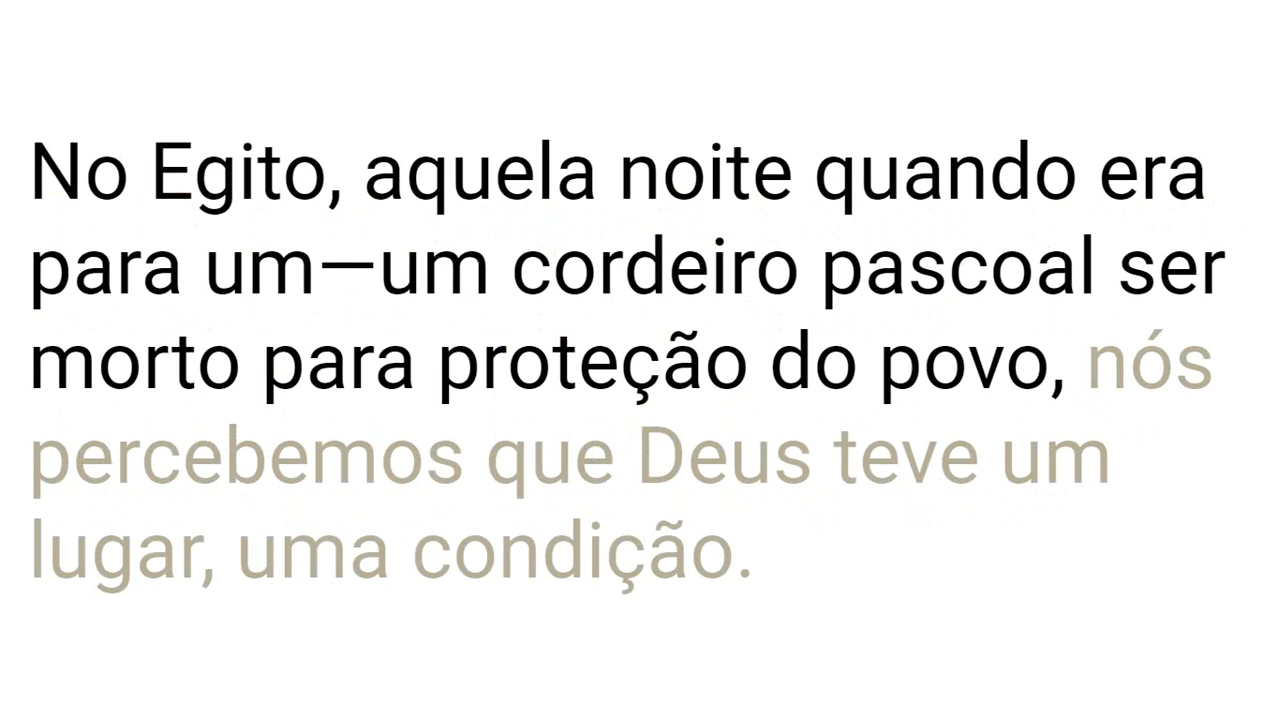 No Egito, aquela noite quando era
para um—um cordeiro pascoal ser
morto para proteção do povo, nós
percebemos que Deus teve um
lugar, uma condição.